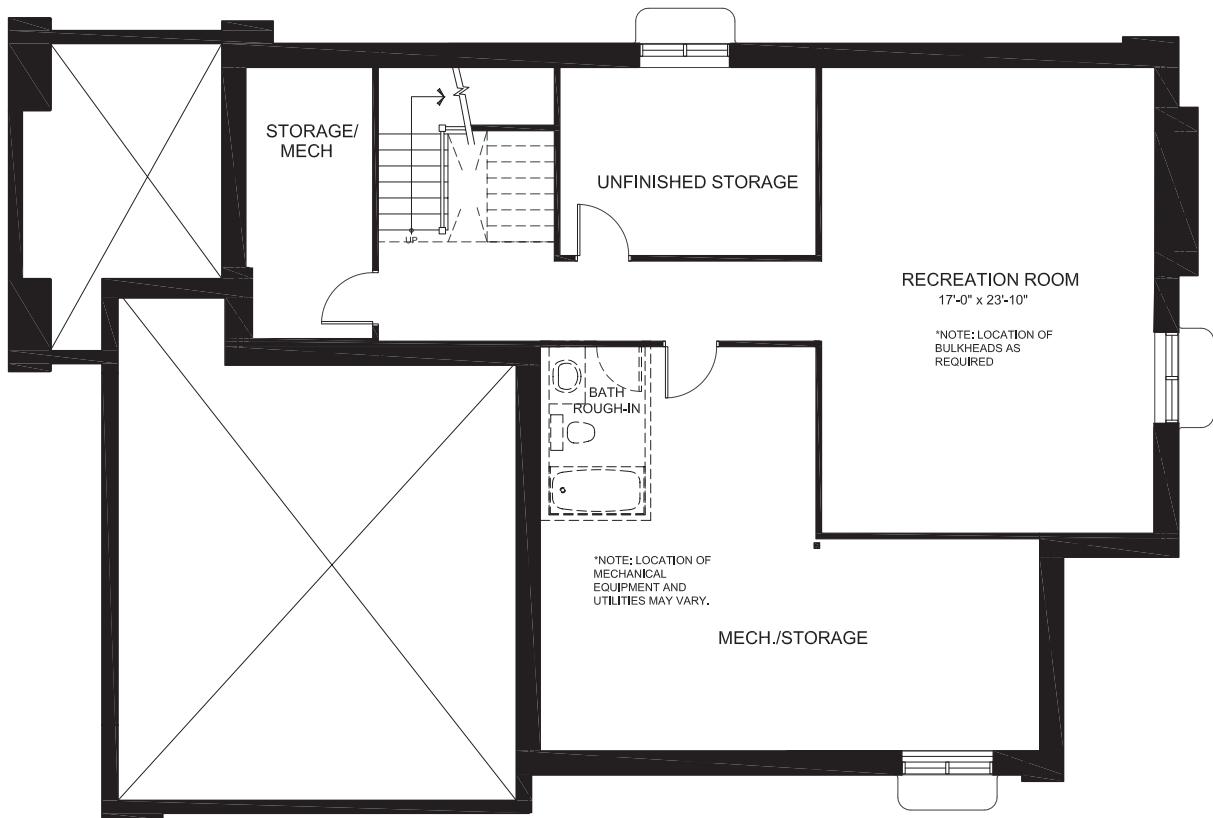 STORAGE/
MECH
UNFINISHED STORAGE
UP
RECREATION ROOM
17'-0" x 23'-10"
*NOTE: LOCATION OF
BULKHEADS AS
REQUIRED
BATH
ROUGH-IN
*NOTE: LOCATION OF
MECHANICAL
EQUIPMENT AND
UTILITIES MAY VARY.
MECH./STORAGE